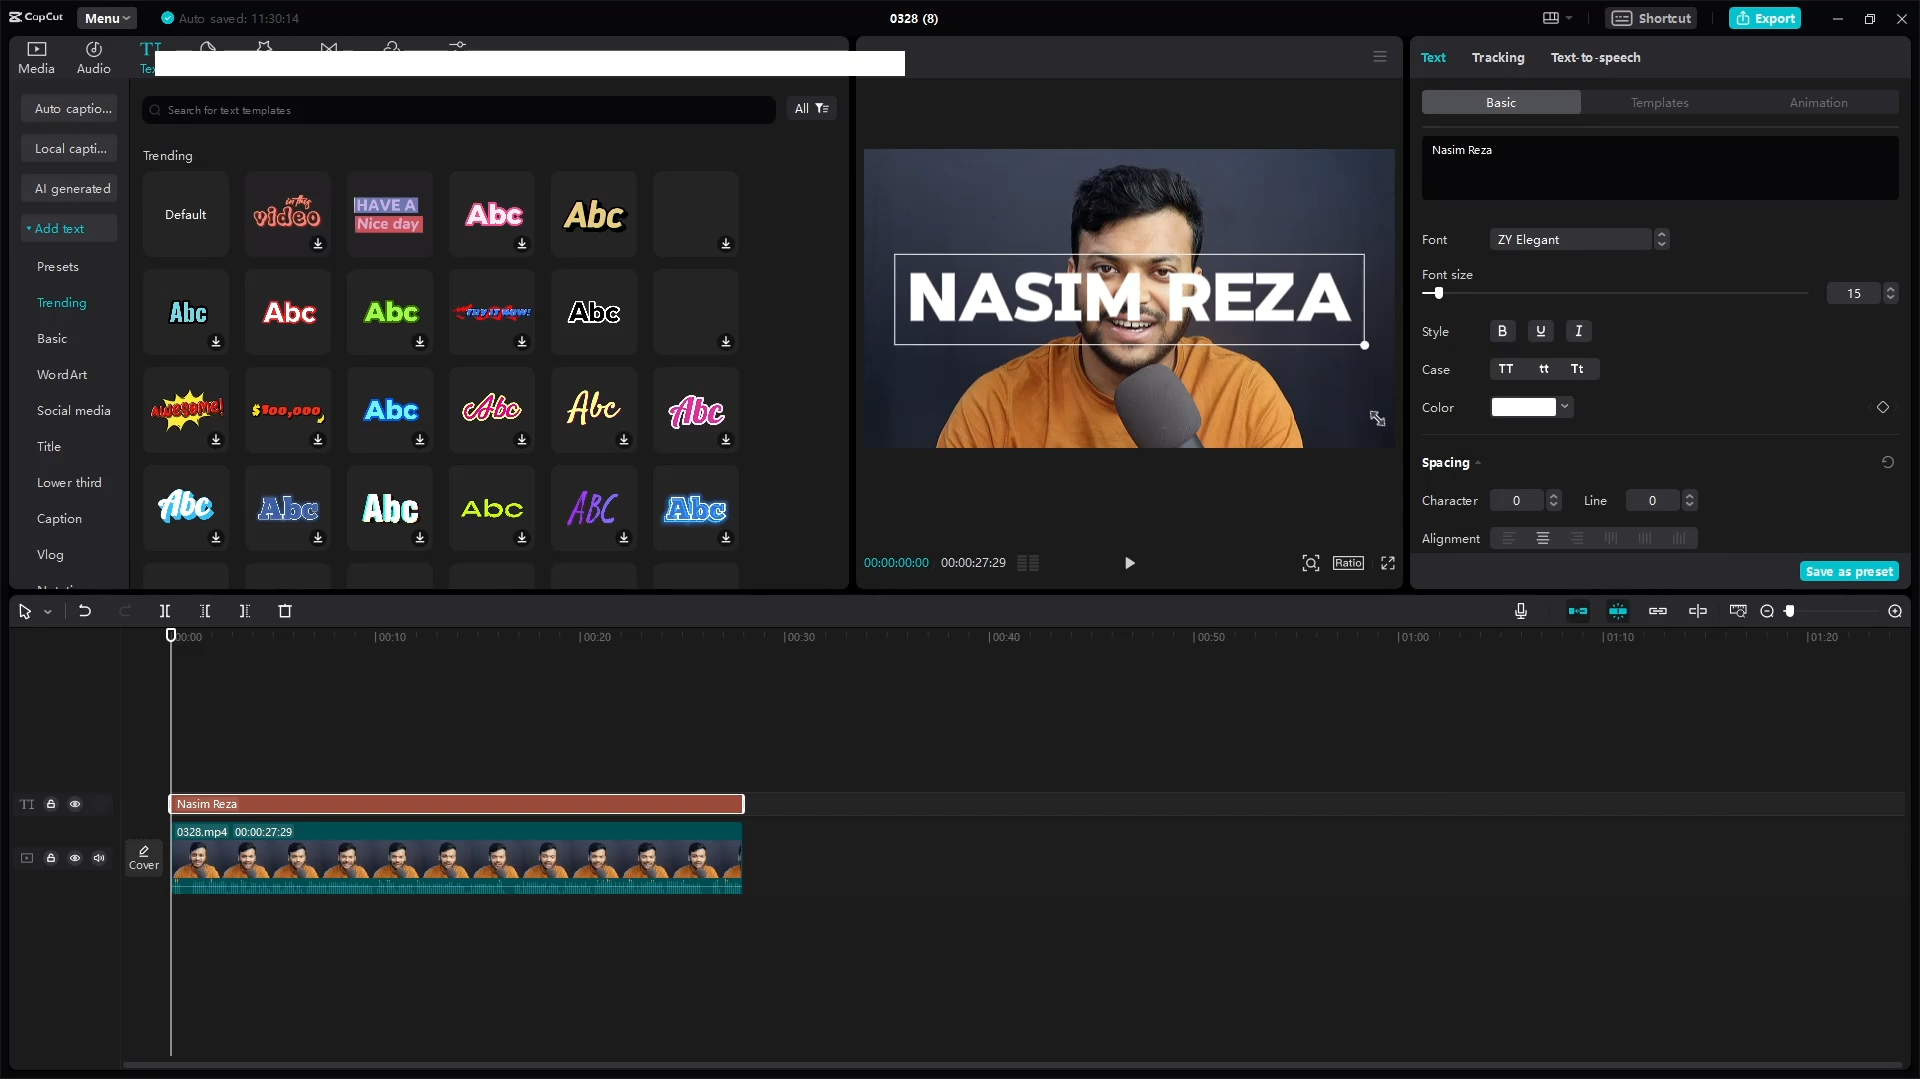 CapCut
Menu
Auto saved: 11:30:14
0328 (8)
Shortcut
Export
Media
Audio
TI
Auto captio...
Local capti...
AI generated
Add text
Presets
Trending
Basic
WordArt
Social media
Title
Lower third
Caption
Vlog
Search for text templates
All
Trending
Default
in this
video
HAVE A
Nice day
Abc
Abc
Abc
Abc
Abc
TRY IT NOW!
Abc
AWESOME!
$100,000
Abc
Abc
Abc
Abc
Abc
Abc
Abc
Abc
ABC
Abc
NASIM REZA
00:00:00:00
00:00:27:29
Ratio
Text
Tracking
Text-to-speech
Basic
Templates
Animation
Nasim Reza
Font
ZY Elegant
Font size
15
Style
B U I
Case
TT tt Tt
Color
Spacing
Character
0
Line
0
Alignment
Save as preset
00:00
00:10
00:20
00:30
00:40
00:50
01:00
01:10
01:20
TI
Nasim Reza
0328.mp4 00:00:27:29
Cover